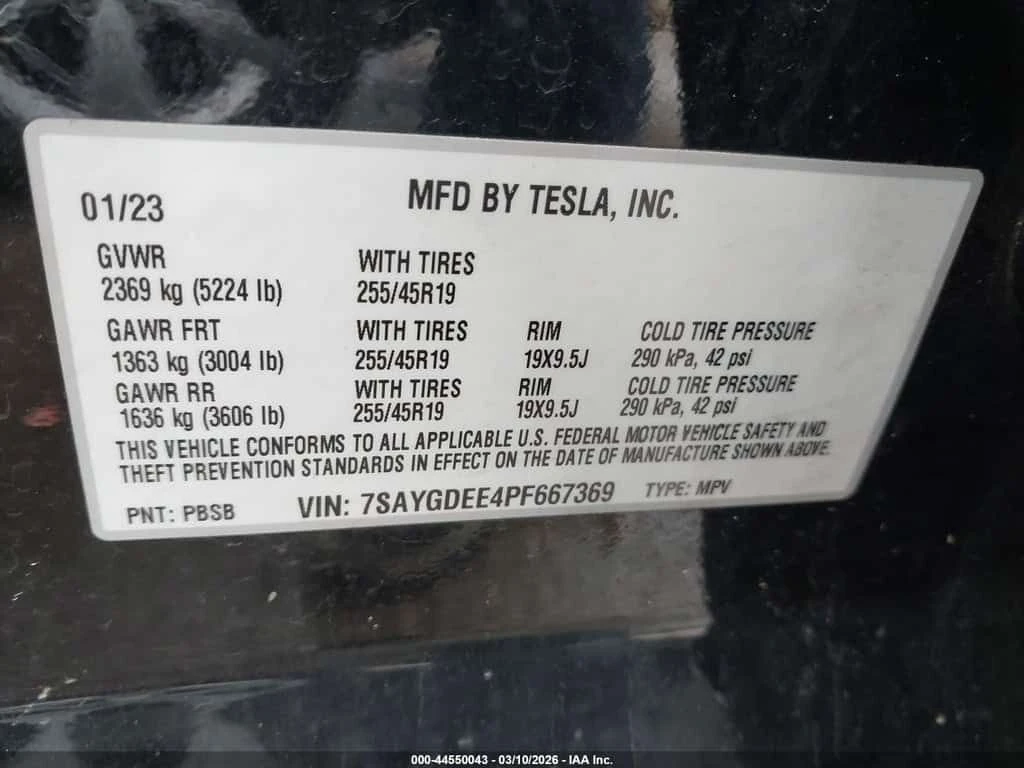 01/23 MFD BY TESLA, INC.
GVWR WITH TIRES
2369 kg (5224 lb) 255/45R19
GAWR FRT WITH TIRES RIM COLD TIRE PRESSURE
1363 kg (3004 lb) 255/45R19 19X9.5J 290 kPa, 42 psi
GAWR RR WITH TIRES RIM COLD TIRE PRESSURE
1636 kg (3606 lb) 255/45R19 19X9.5J 290 kPa, 42 psi
THIS VEHICLE CONFORMS TO ALL APPLICABLE U.S. FEDERAL MOTOR VEHICLE SAFETY AND
THEFT PREVENTION STANDARDS IN EFFECT ON THE DATE OF MANUFACTURE SHOWN ABOVE.
PNT: PBSB VIN: 7SAYGDEE4PF667369 TYPE: MPV
000-44550043 - 03/10/2026 - IAA Inc.